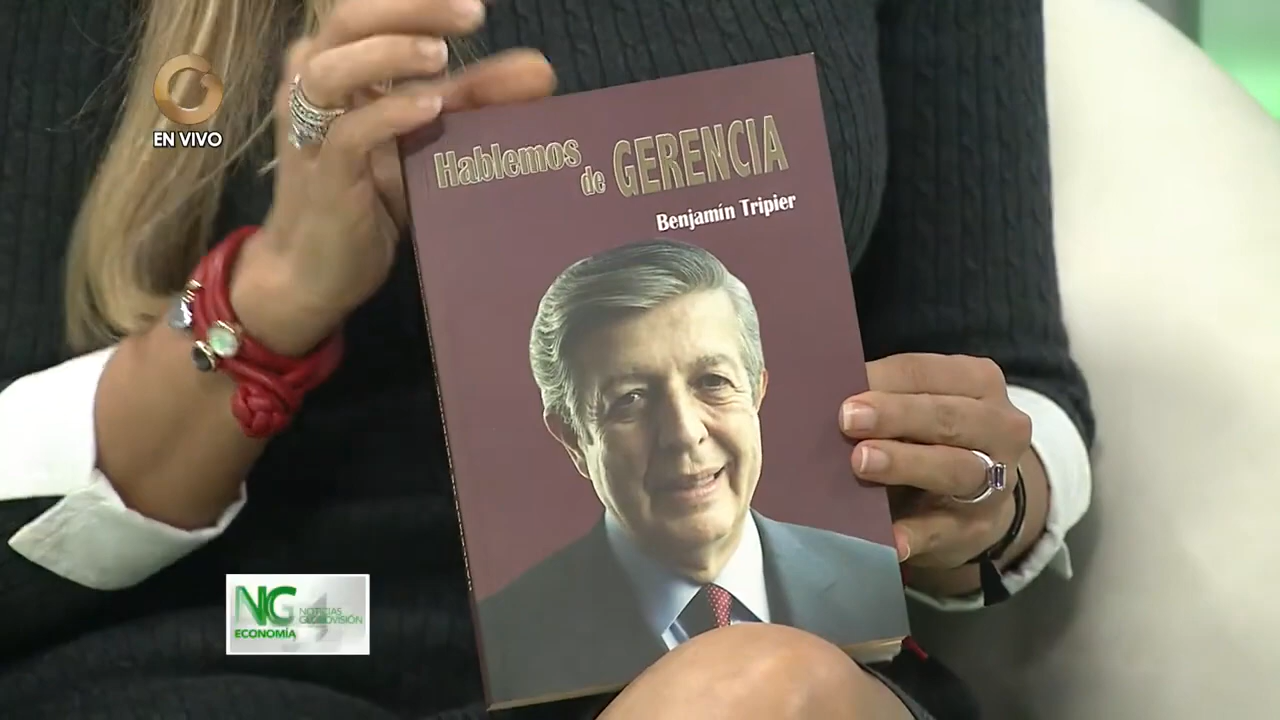 EN VIVO
Hablemos
de GERENCIA
Benjamín Tripier
NG
NOTICIAS
GLOBOVISIÓN
ECONOMÍA